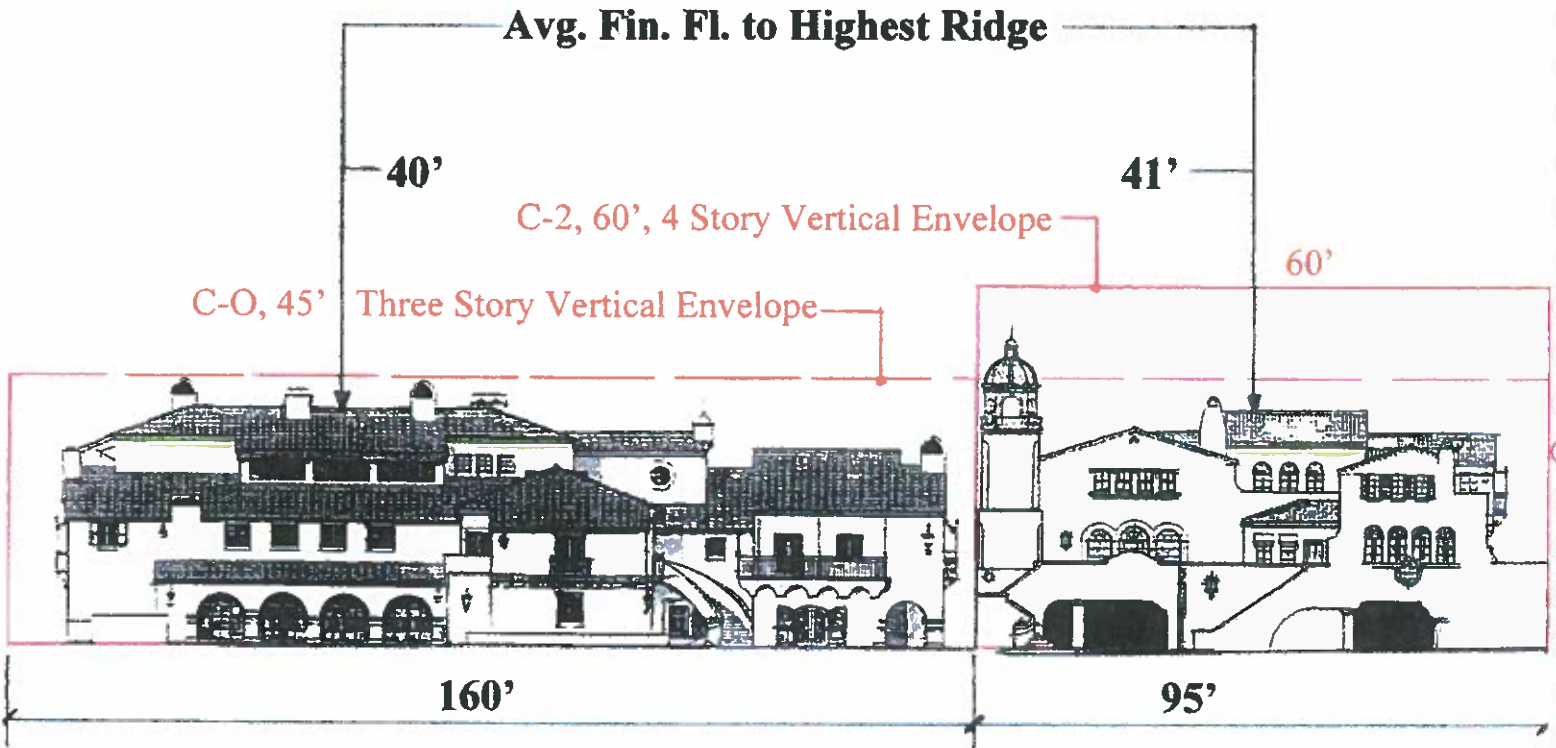 Avg. Fin. Fl. to Highest Ridge
40’
41’
C-2, 60’, 4 Story Vertical Envelope
60’
C-O, 45’ Three Story Vertical Envelope
160’
95’